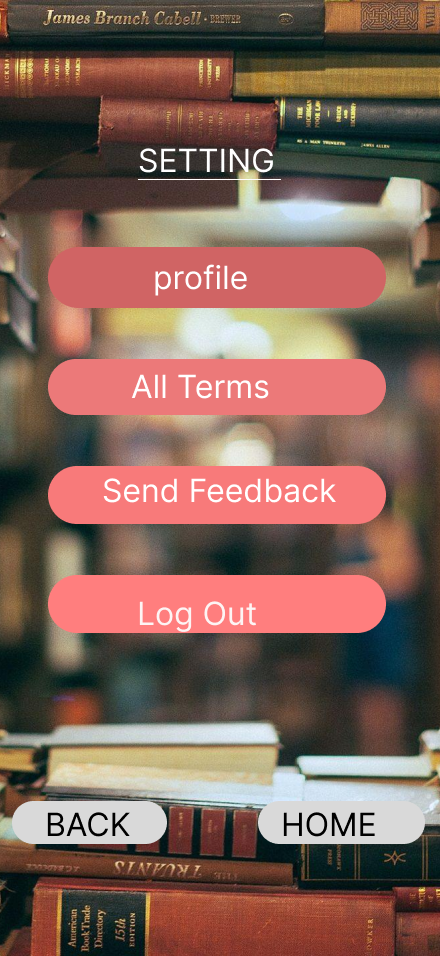 James Branch Cabell · BREWER
SETTING
profile
All Terms
Send Feedback
Log Out
BACK
HOME
TRUANTS
American
Book Trade
Directory
15th
EDITION